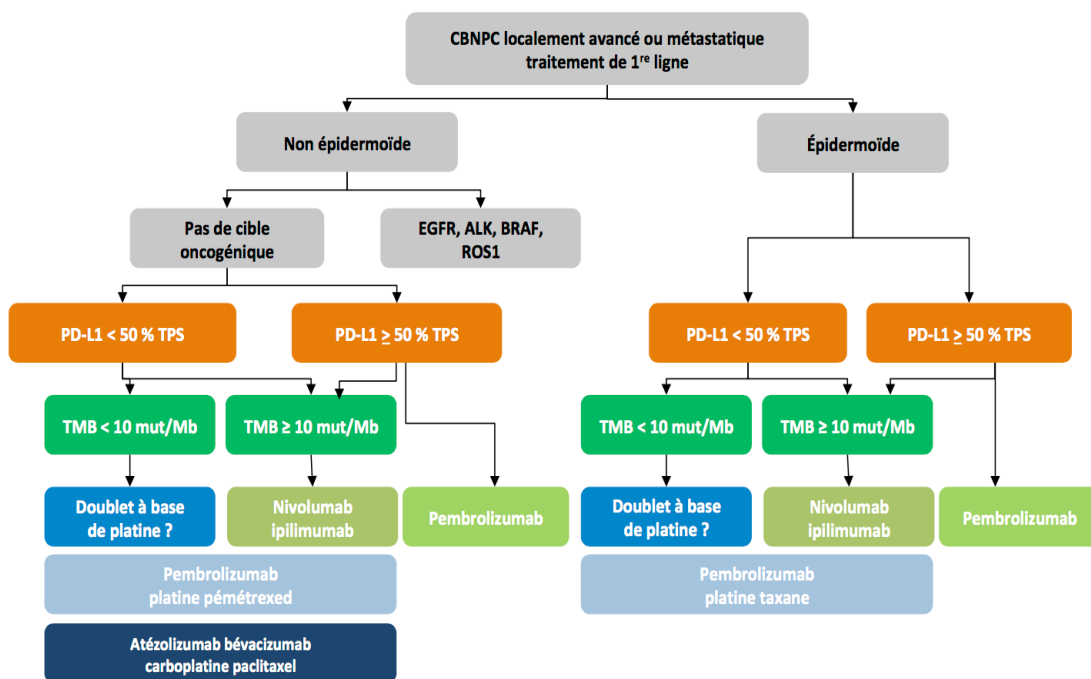 CBNPC localement avancé ou métastatique
traitement de 1re ligne
Non épidermoïde
Épidermoïde
Pas de cible
oncogénique
EGFR, ALK, BRAF,
ROS1
PD-L1 < 50 % TPS
PD-L1 ≥ 50 % TPS
PD-L1 < 50 % TPS
PD-L1 ≥ 50 % TPS
TMB < 10 mut/Mb
TMB ≥ 10 mut/Mb
TMB < 10 mut/Mb
TMB ≥ 10 mut/Mb
Doublet à base
de platine ?
Nivolumab
ipilimumab
Pembrolizumab
Doublet à base
de platine ?
Nivolumab
ipilimumab
Pembrolizumab
Pembrolizumab
platine pémétrexed
Pembrolizumab
platine taxane
Atézolizumab bévacizumab
carboplatine paclitaxel